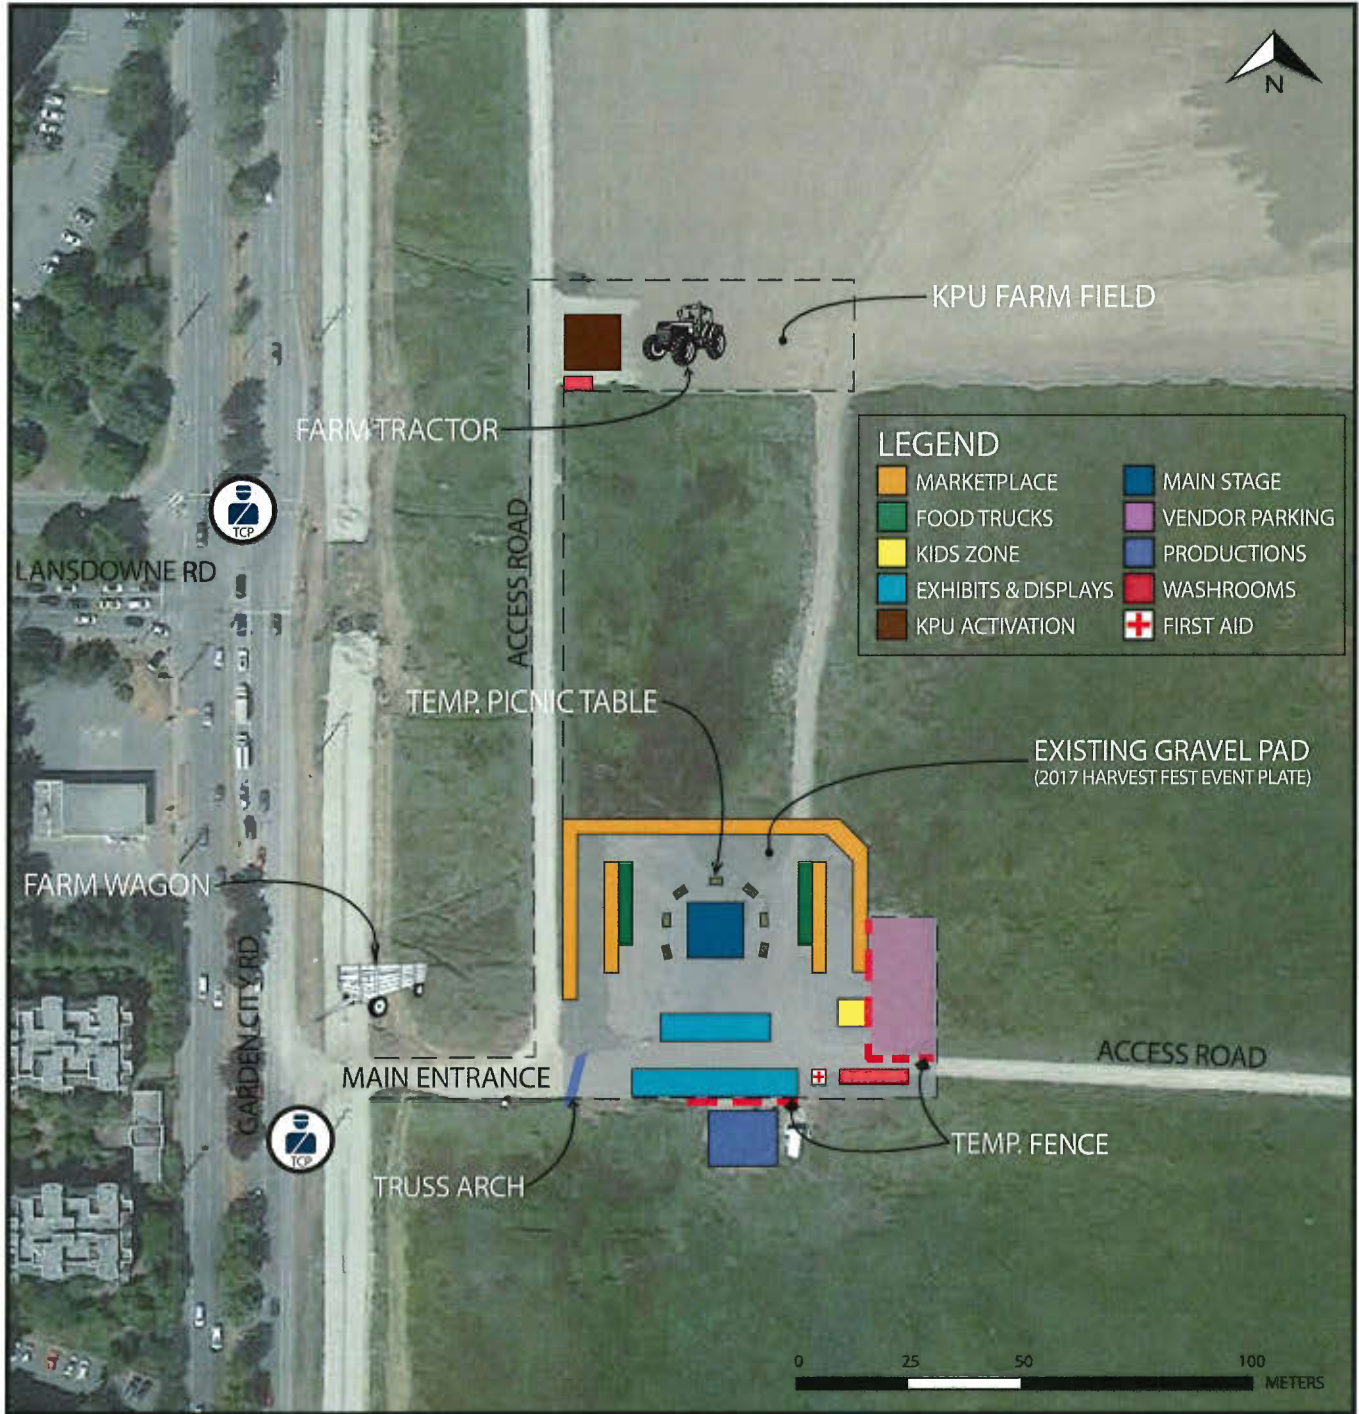 N
KPU FARM FIELD
FARM TRACTOR
LEGEND
MARKETPLACE
FOOD TRUCKS
KIDS ZONE
EXHIBITS & DISPLAYS
KPU ACTIVATION
MAIN STAGE
VENDOR PARKING
PRODUCTIONS
WASHROOMS
FIRST AID
TCP
LANSDOWNE RD
ACCESS ROAD
TEMP. PICNIC TABLE
EXISTING GRAVEL PAD
(2017 HARVEST FEST EVENT PLATE)
FARM WAGON
GARDEN CITY RD
MAIN ENTRANCE
ACCESS ROAD
TCP
TEMP. FENCE
TRUSS ARCH
0 25 50 100
METERS